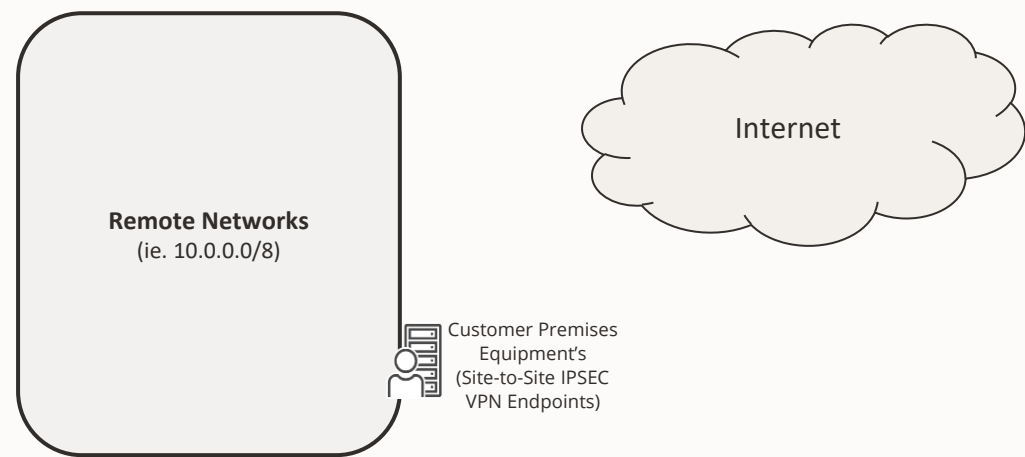 Internet
Remote Networks
(ie. 10.0.0.0/8)
Customer Premises
Equipment's
(Site-to-Site IPSEC
VPN Endpoints)